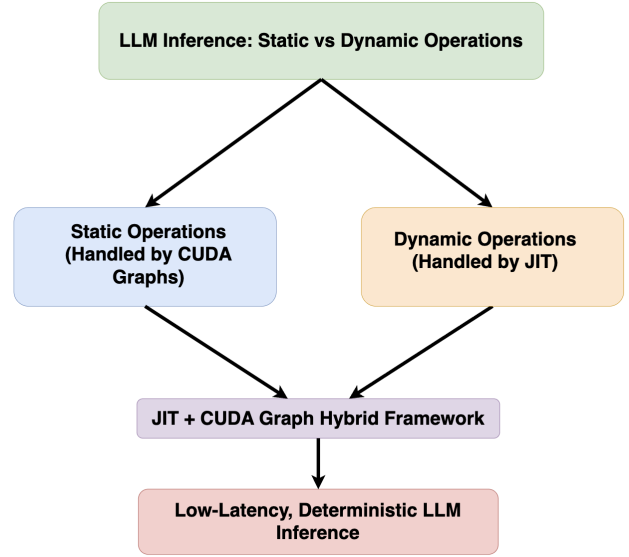 LLM Inference: Static vs Dynamic Operations
Static Operations
(Handled by CUDA
Graphs)
Dynamic Operations
(Handled by JIT)
JIT + CUDA Graph Hybrid Framework
Low-Latency, Deterministic LLM
Inference